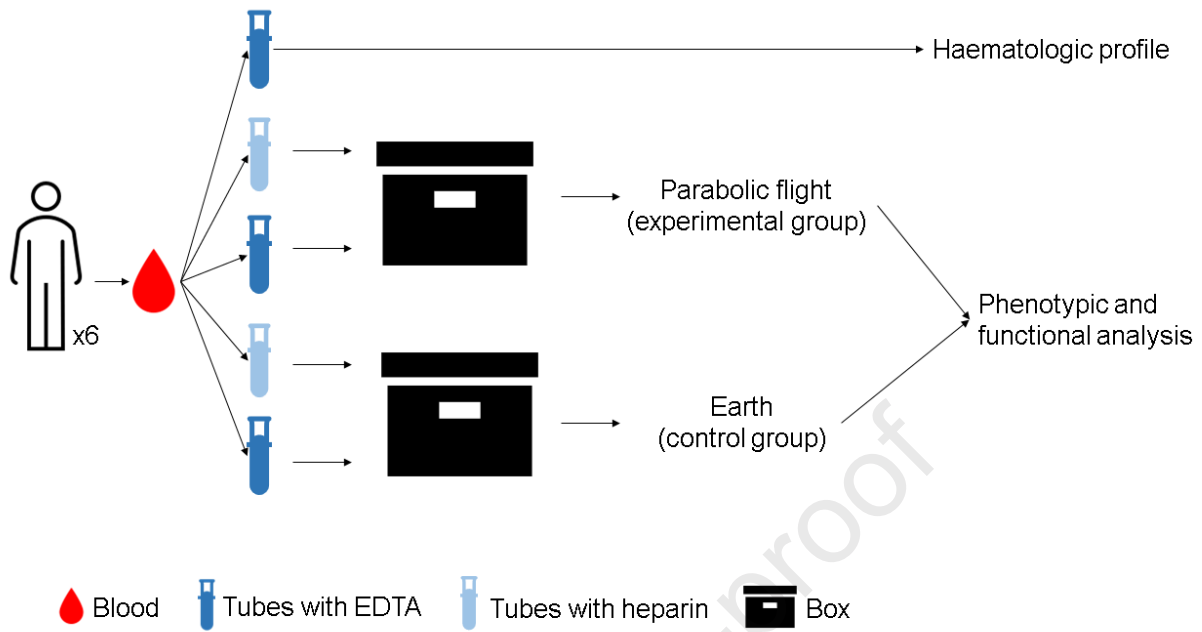 Haematologic profile
Parabolic flight
(experimental group)
x6
Phenotypic and
functional analysis
Earth
(control group)
proof
Blood
Tubes with EDTA
Tubes with heparin
Box